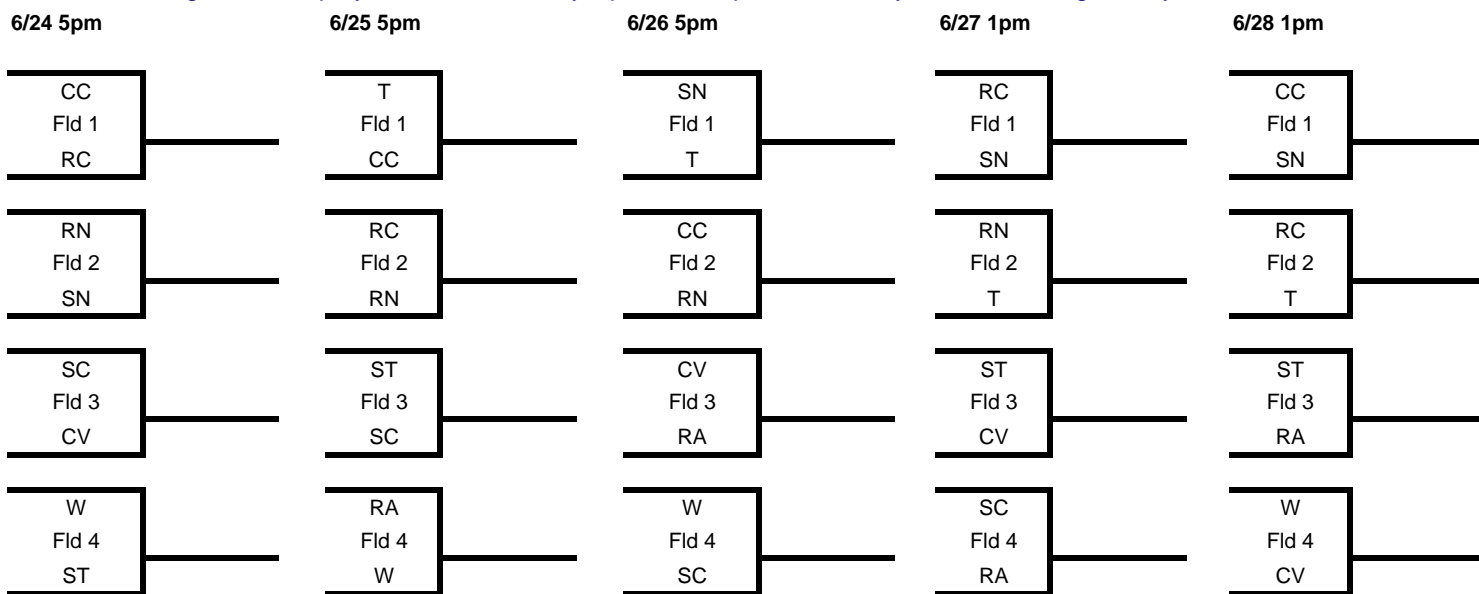 6/24 5pm 6/25 5pm 6/26 5pm 6/27 1pm 6/28 1pm
CC T SN RC CC
Fld 1 Fld 1 Fld 1 Fld 1 Fld 1
RC CC T SN SN
RN RC CC RN RC
Fld 2 Fld 2 Fld 2 Fld 2 Fld 2
SN RN RN T T
SC ST CV ST ST
Fld 3 Fld 3 Fld 3 Fld 3 Fld 3
CV SC RA CV RA
W RA W SC W
Fld 4 Fld 4 Fld 4 Fld 4 Fld 4
ST W SC RA CV